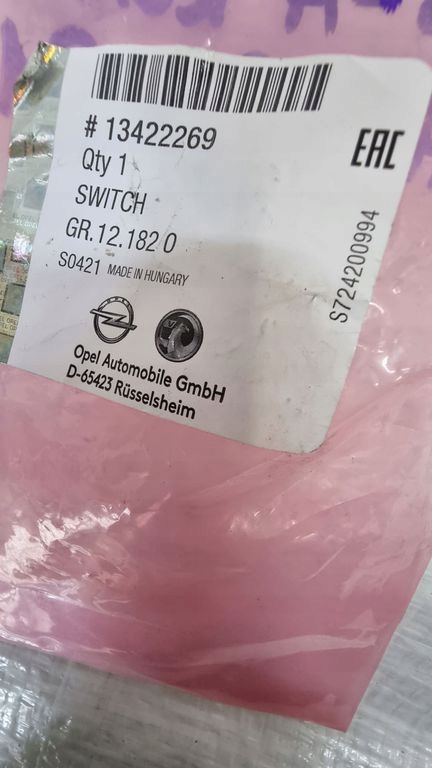 # 13422269
Qty 1
SWITCH
GR.12.182 0
S0421 MADE IN HUNGARY
Opel Automobile GmbH
D-65423 Rüsselsheim
EAC
S724200994